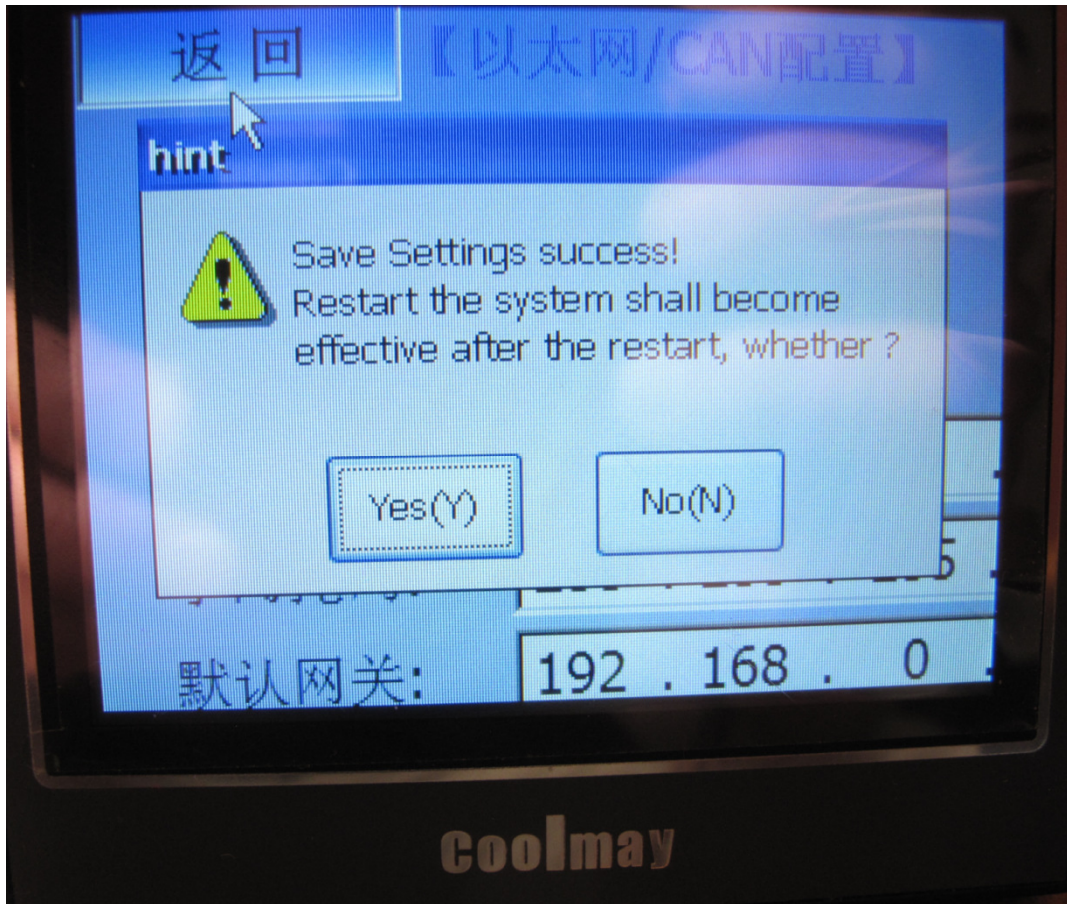 返回
【以太网/CAN配置】
hint
Save Settings success!
Restart the system shall become
effective after the restart, whether ?
Yes(Y)
No(N)
默认网关:
192 . 168 . 0 .
Coolmay